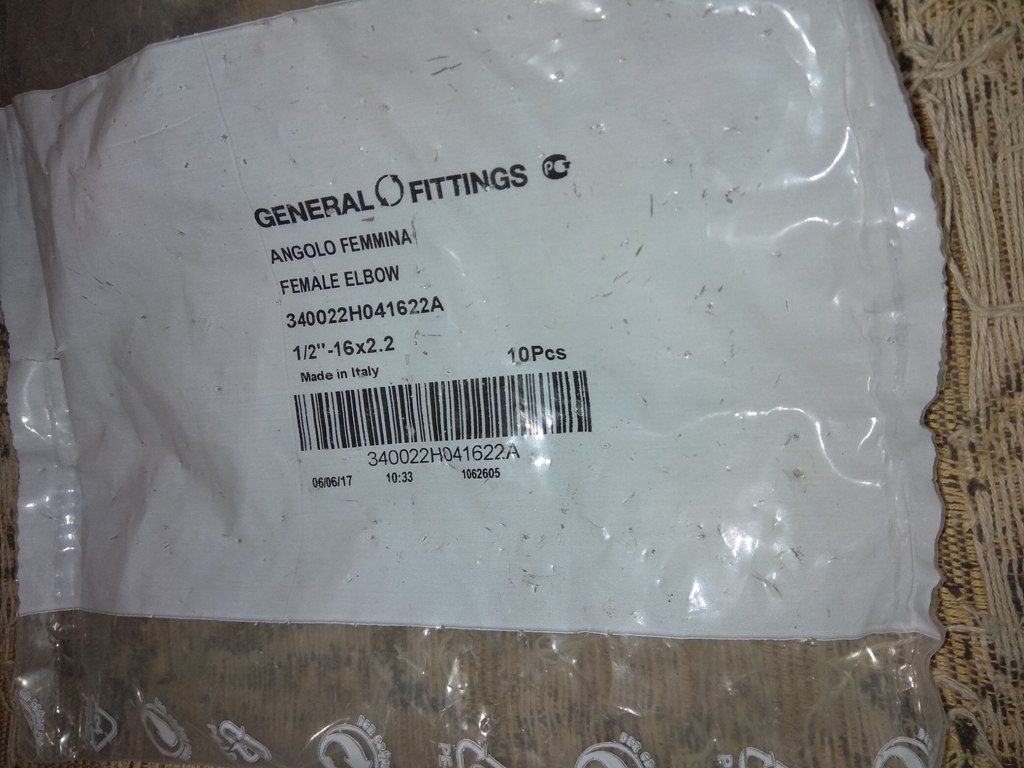 GENERAL FITTINGS
ANGOLO FEMMINA
FEMALE ELBOW
340022H041622A
1/2"-16x2.2
10Pcs
Made in Italy
340022H041622A
06/06/17 10:33 1062605